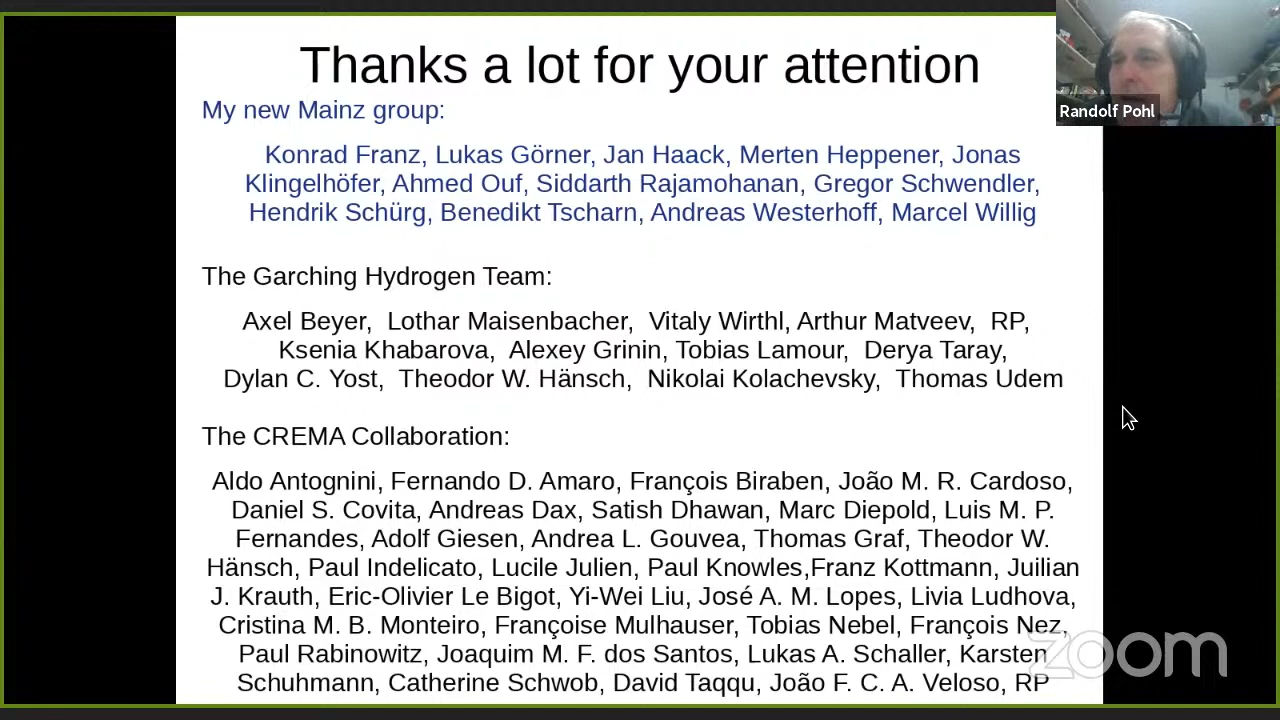 Thanks a lot for your attention
Randolf Pohl
My new Mainz group:
Konrad Franz, Lukas Görner, Jan Haack, Merten Heppener, Jonas
Klingelhöfer, Ahmed Ouf, Siddarth Rajamohanan, Gregor Schwendler,
Hendrik Schürg, Benedikt Tscharn, Andreas Westerhoff, Marcel Willig
The Garching Hydrogen Team:
Axel Beyer, Lothar Maisenbacher, Vitaly Wirthl, Arthur Matveev, RP,
Ksenia Khabarova, Alexey Grinin, Tobias Lamour, Derya Taray,
Dylan C. Yost, Theodor W. Hänsch, Nikolai Kolachevsky, Thomas Udem
The CREMA Collaboration:
Aldo Antognini, Fernando D. Amaro, François Biraben, João M. R. Cardoso,
Daniel S. Covita, Andreas Dax, Satish Dhawan, Marc Diepold, Luis M. P.
Fernandes, Adolf Giesen, Andrea L. Gouvea, Thomas Graf, Theodor W.
Hänsch, Paul Indelicato, Lucile Julien, Paul Knowles,Franz Kottmann, Juilian
J. Krauth, Eric-Olivier Le Bigot, Yi-Wei Liu, José A. M. Lopes, Livia Ludhova,
Cristina M. B. Monteiro, Françoise Mulhauser, Tobias Nebel, François Nez,
Paul Rabinowitz, Joaquim M. F. dos Santos, Lukas A. Schaller, Karsten
Schuhmann, Catherine Schwob, David Taqqu, João F. C. A. Veloso, RP
zoom